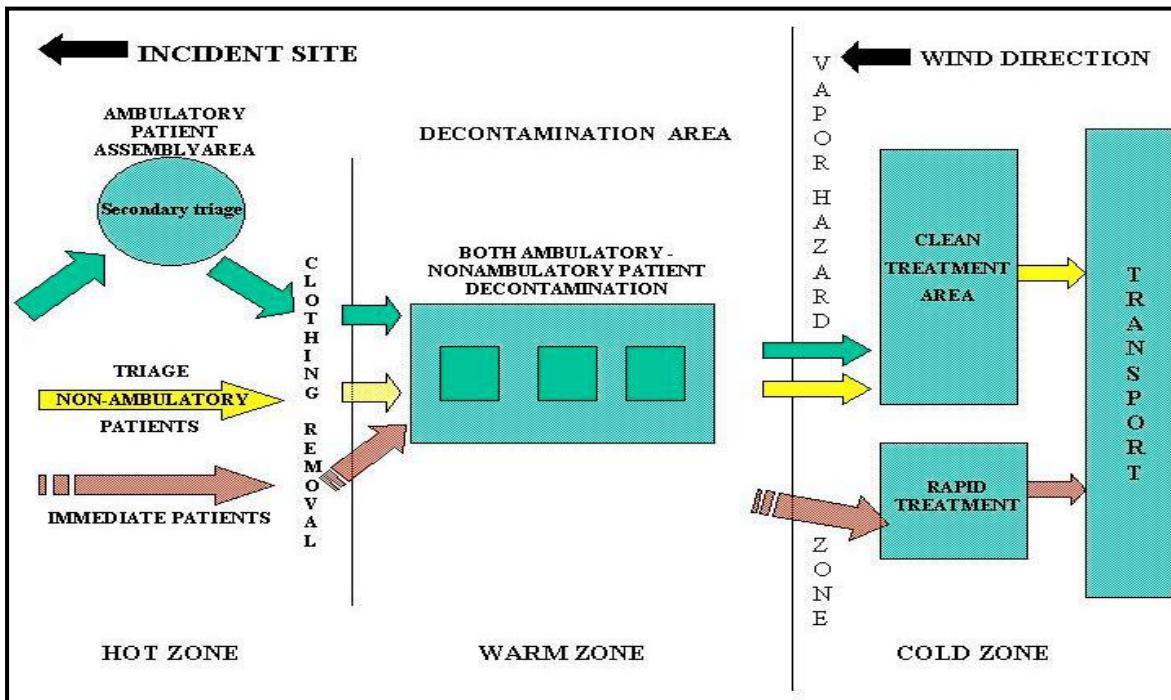 INCIDENT SITE
WIND DIRECTION
AMBULATORY
PATIENT
ASSEMBLY AREA
Secondary triage
DECONTAMINATION AREA
CLOTHING REMOVAL
BOTH AMBULATORY -
NONAMBULATORY PATIENT
DECONTAMINATION
VAPOR HAZARD ZONE
CLEAN
TREATMENT
AREA
TRANSPORT
TRIAGE
NON-AMBULATORY
PATIENTS
IMMEDIATE PATIENTS
RAPID
TREATMENT
HOT ZONE
WARM ZONE
COLD ZONE